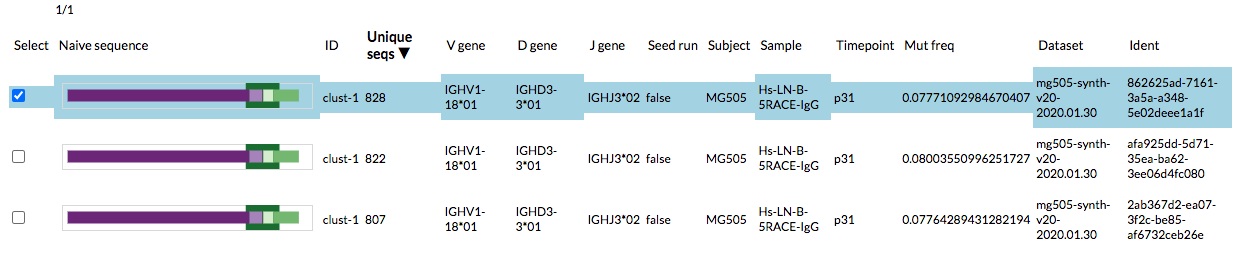 1/1
Select Naive sequence ID Unique seqs ▼ V gene D gene J gene Seed run Subject Sample Timepoint Mut freq Dataset Ident
clust-1 828 IGHV1-18*01 IGHD3-3*01 IGHJ3*02 false MG505 Hs-LN-B-5RACE-IgG p31 0.07771092984670407 mg505-synth-v20-2020.01.30 862625ad-7161-3a5a-a348-5e02deee1a1f
clust-1 822 IGHV1-18*01 IGHD3-3*01 IGHJ3*02 false MG505 Hs-LN-B-5RACE-IgG p31 0.08003550996251727 mg505-synth-v20-2020.01.30 afa925dd-5d71-35ea-ba62-3ee06d4fc080
clust-1 807 IGHV1-18*01 IGHD3-3*01 IGHJ3*02 false MG505 Hs-LN-B-5RACE-IgG p31 0.07764289431282194 mg505-synth-v20-2020.01.30 2ab367d2-ea07-3f2c-be85-af6732ceb26e